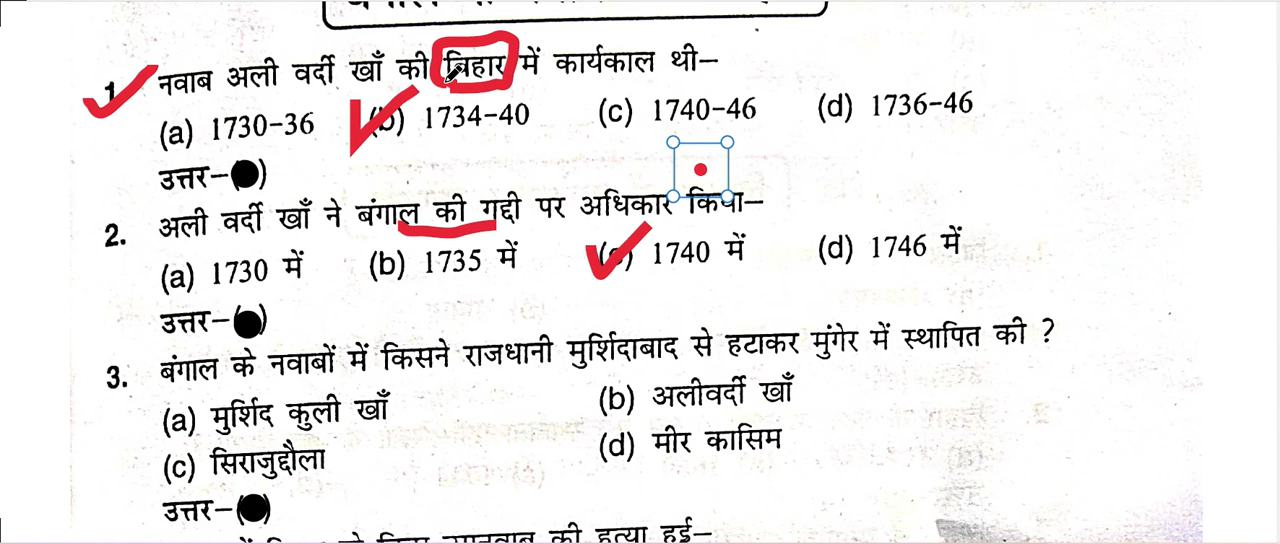 1. नवाब अली वर्दी खाँ की बिहार में कार्यकाल थी–
(a) 1730-36 (b) 1734-40 (c) 1740-46 (d) 1736-46
उत्तर–( )
2. अली वर्दी खाँ ने बंगाल की गद्दी पर अधिकार किया–
(a) 1730 में (b) 1735 में (c) 1740 में (d) 1746 में
उत्तर–( )
3. बंगाल के नवाबों में किसने राजधानी मुर्शिदाबाद से हटाकर मुंगेर में स्थापित की ?
(a) मुर्शिद कुली खाँ (b) अलीवर्दी खाँ
(c) सिराजुद्दौला (d) मीर कासिम
उत्तर–( )
की हत्या हुई–